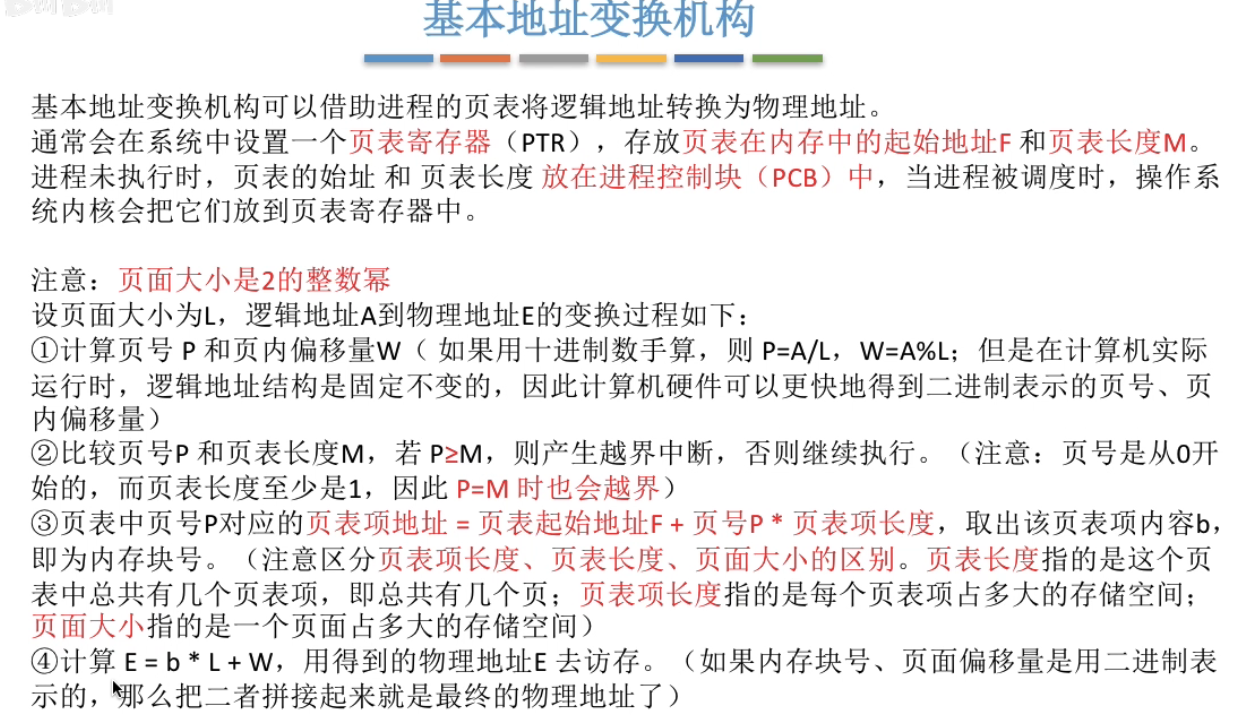 基本地址变换机构
基本地址变换机构可以借助进程的页表将逻辑地址转换为物理地址。
通常会在系统中设置一个页表寄存器（PTR），存放页表在内存中的起始地址F 和页表长度M。
进程未执行时，页表的始址 和 页表长度 放在进程控制块（PCB）中，当进程被调度时，操作系
统内核会把它们放到页表寄存器中。
注意：页面大小是2的整数幂
设页面大小为L，逻辑地址A到物理地址E的变换过程如下：
①计算页号 P 和页内偏移量W（ 如果用十进制数手算，则 P=A/L，W=A%L；但是在计算机实际
运行时，逻辑地址结构是固定不变的，因此计算机硬件可以更快地得到二进制表示的页号、页
内偏移量）
②比较页号P 和页表长度M，若 P≥M，则产生越界中断，否则继续执行。（注意：页号是从0开
始的，而页表长度至少是1，因此 P=M 时也会越界）
③页表中页号P对应的页表项地址 = 页表起始地址F + 页号P * 页表项长度，取出该页表项内容b，
即为内存块号。（注意区分页表项长度、页表长度、页面大小的区别。页表长度指的是这个页
表中总共有几个页表项，即总共有几个页；页表项长度指的是每个页表项占多大的存储空间；
页面大小指的是一个页面占多大的存储空间）
④计算 E = b * L + W，用得到的物理地址E 去访存。（如果内存块号、页面偏移量是用二进制表
示的，那么把二者拼接起来就是最终的物理地址了）